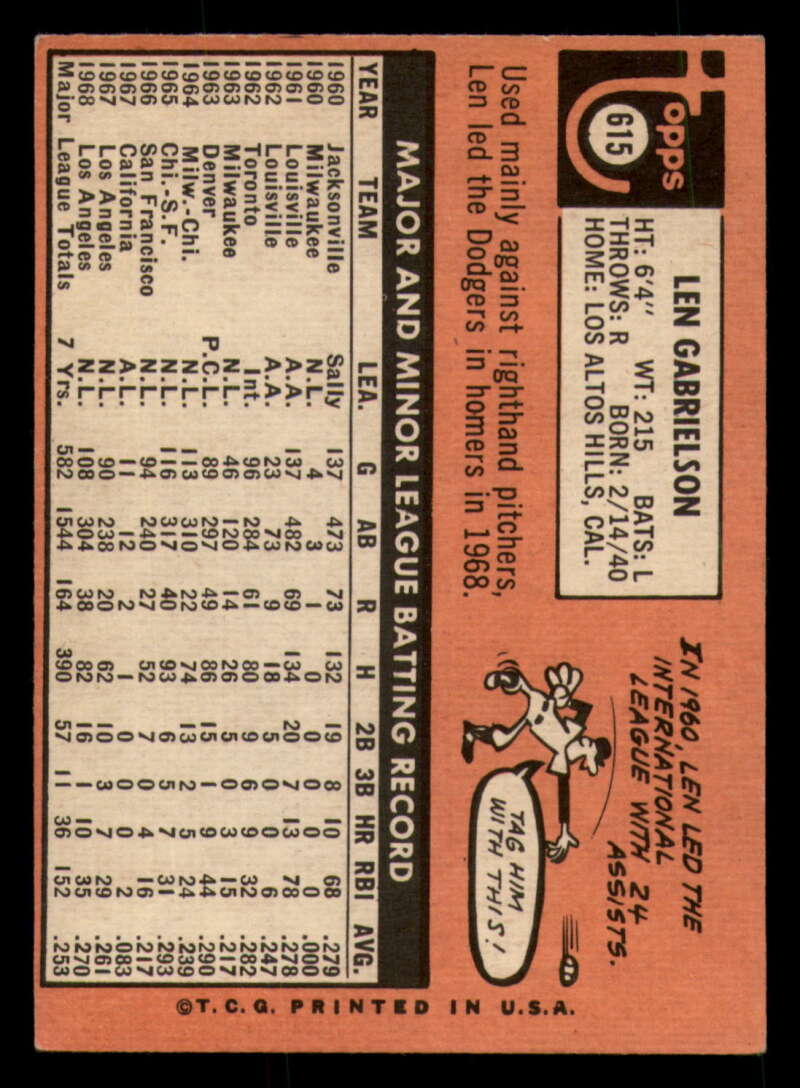 Topps
615
LEN GABRIELSON
HT: 6'4" WT: 215 BATS: L
THROWS: R BORN: 2/14/40
HOME: LOS ALTOS HILLS, CAL.
Used mainly against righthand pitchers,
Len led the Dodgers in homers in 1968.
IN 1960, LEN LED THE
INTERNATIONAL
LEAGUE WITH 24
ASSISTS.
TAG HIM
WITH THIS!
MAJOR AND MINOR LEAGUE BATTING RECORD
YEAR TEAM LEA. G AB R H 2B 3B HR RBI AVG.
1960 Jacksonville Sally 137 473 73 132 19 8 10 68 .279
1960 Milwaukee N.L. 4 3 1 0 0 0 0 0 .000
1961 Louisville A.A. 137 482 69 134 20 7 13 78 .278
1962 Louisville A.A. 23 73 9 18 5 0 0 6 .247
1962 Toronto Int. 96 284 61 80 9 6 9 32 .282
1963 Milwaukee N.L. 46 120 14 26 5 0 3 15 .217
1963 Denver P.C.L. 89 297 49 86 15 1 9 44 .290
1964 Milw.-Chi. N.L. 113 310 22 74 13 2 5 24 .239
1965 Chi.-S.F. N.L. 116 317 40 93 6 5 7 31 .293
1966 San Francisco N.L. 94 240 27 52 7 0 4 16 .217
1967 California A.L. 11 12 2 1 0 0 0 2 .083
1967 Los Angeles N.L. 90 238 20 62 10 3 7 29 .261
1968 Los Angeles N.L. 108 304 38 82 16 1 10 35 .270
Major League Totals 7 Yrs. 582 1544 164 390 57 11 36 152 .253
©T.C.G. PRINTED IN U.S.A.